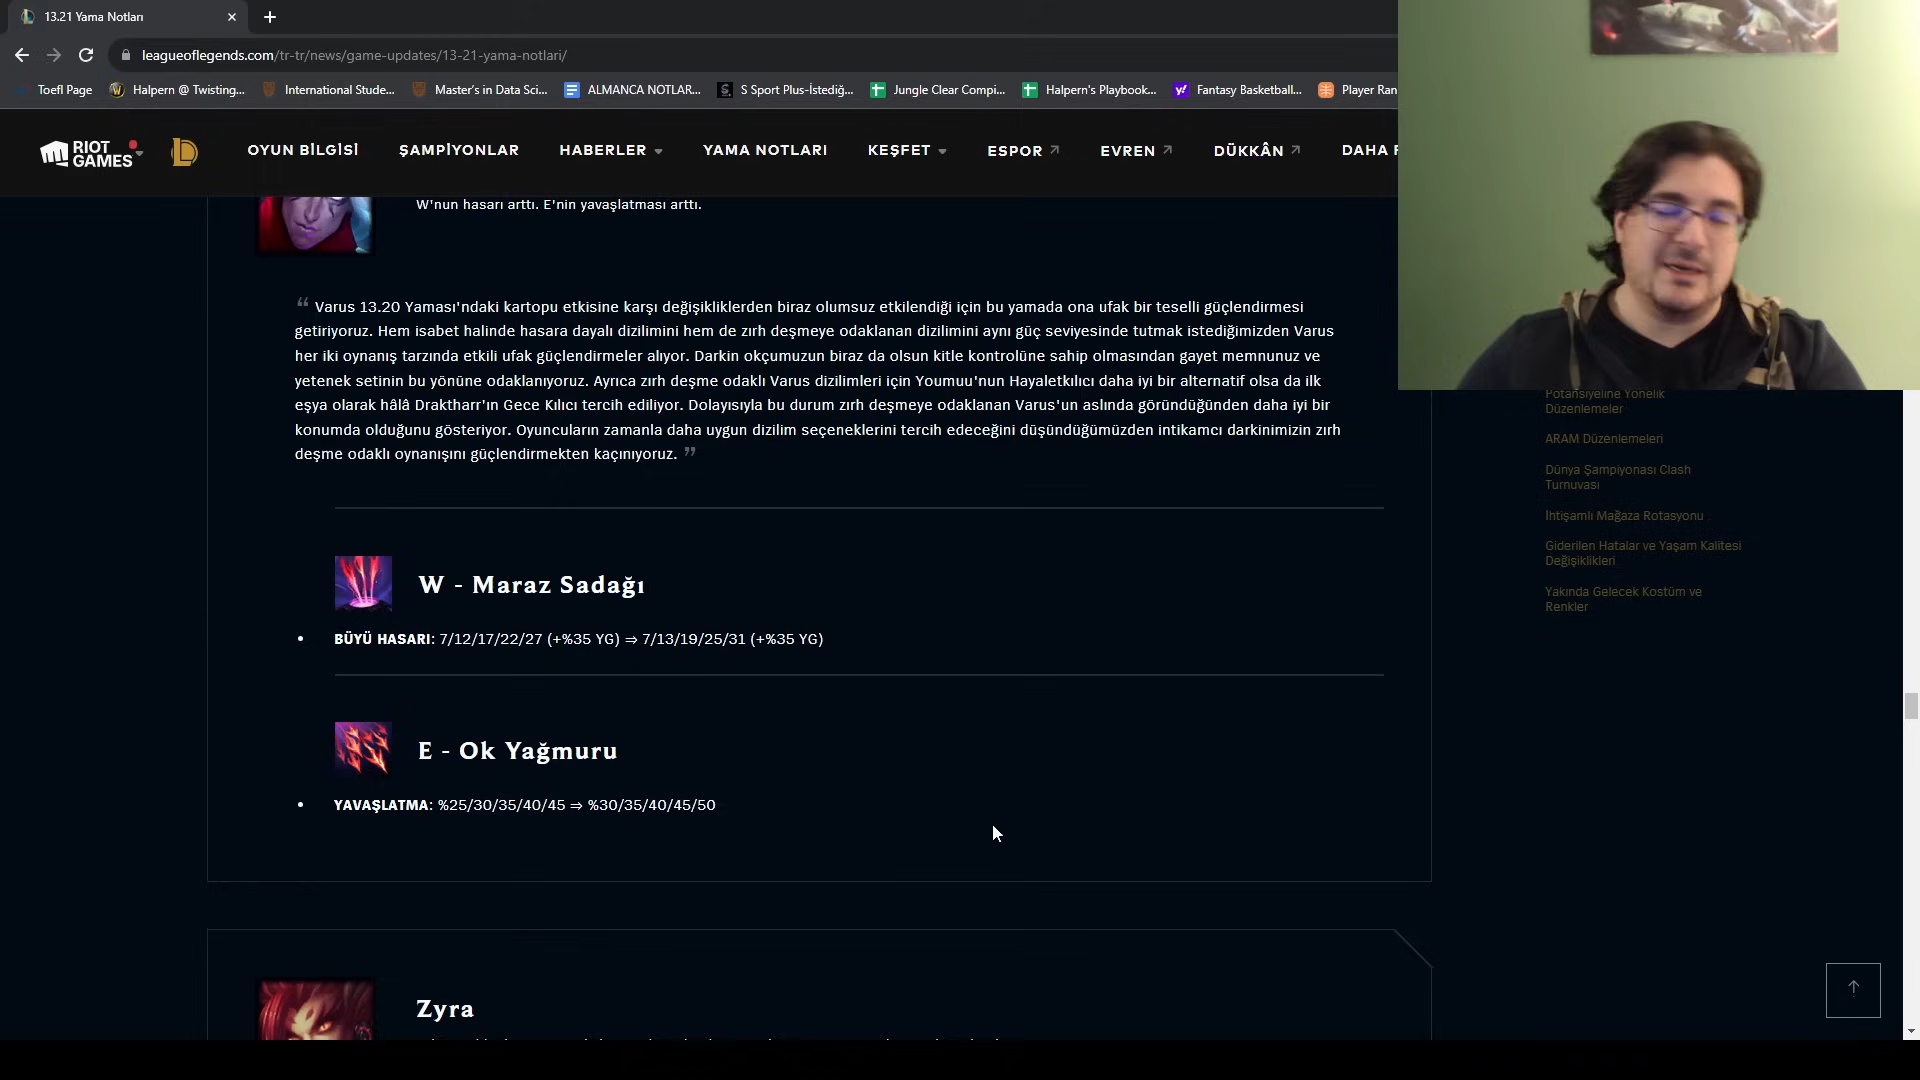 13.21 Yama Notları
leagueoflegends.com/tr-tr/news/game-updates/13-21-yama-notlari/
Toefl Page
Halpern @ Twisting...
International Stude...
Master's in Data Sci...
ALMANCA NOTLAR...
S Sport Plus-İstediğ...
Jungle Clear Compi...
Halpern's Playbook...
Fantasy Basketball...
Player Ran
RIOT GAMES
OYUN BİLGİSİ
ŞAMPİYONLAR
HABERLER
YAMA NOTLARI
KEŞFET
ESPOR
EVREN
DÜKKÂN
DAHA F
W'nun hasarı arttı. E'nin yavaşlatması arttı.
“ Varus 13.20 Yaması'ndaki kartopu etkisine karşı değişikliklerden biraz olumsuz etkilendiği için bu yamada ona ufak bir teselli güçlendirmesi
getiriyoruz. Hem isabet halinde hasara dayalı dizilimini hem de zırh deşmeye odaklanan dizilimini aynı güç seviyesinde tutmak istediğimizden Varus
her iki oynanış tarzında etkili ufak güçlendirmeler alıyor. Darkin okçumuzun biraz da olsun kitle kontrolüne sahip olmasından gayet memnunuz ve
yetenek setinin bu yönüne odaklanıyoruz. Ayrıca zırh deşme odaklı Varus dizilimleri için Youmuu'nun Hayaletkılıcı daha iyi bir alternatif olsa da ilk
eşya olarak hâlâ Draktharr'ın Gece Kılıcı tercih ediliyor. Dolayısıyla bu durum zırh deşmeye odaklanan Varus'un aslında göründüğünden daha iyi bir
konumda olduğunu gösteriyor. Oyuncuların zamanla daha uygun dizilim seçeneklerini tercih edeceğini düşündüğümüzden intikamcı darkinimizin zırh
deşme odaklı oynanışını güçlendirmekten kaçınıyoruz. ”
W - Maraz Sadağı
• BÜYÜ HASARI: 7/12/17/22/27 (+%35 YG) ⇒ 7/13/19/25/31 (+%35 YG)
E - Ok Yağmuru
• YAVAŞLATMA: %25/30/35/40/45 ⇒ %30/35/40/45/50
Zyra
Potansiyeline Yönelik
Düzenlemeler
ARAM Düzenlemeleri
Dünya Şampiyonası Clash
Turnuvası
İhtişamlı Mağaza Rotasyonu
Giderilen Hatalar ve Yaşam Kalitesi
Değişiklikleri
Yakında Gelecek Kostüm ve
Renkler